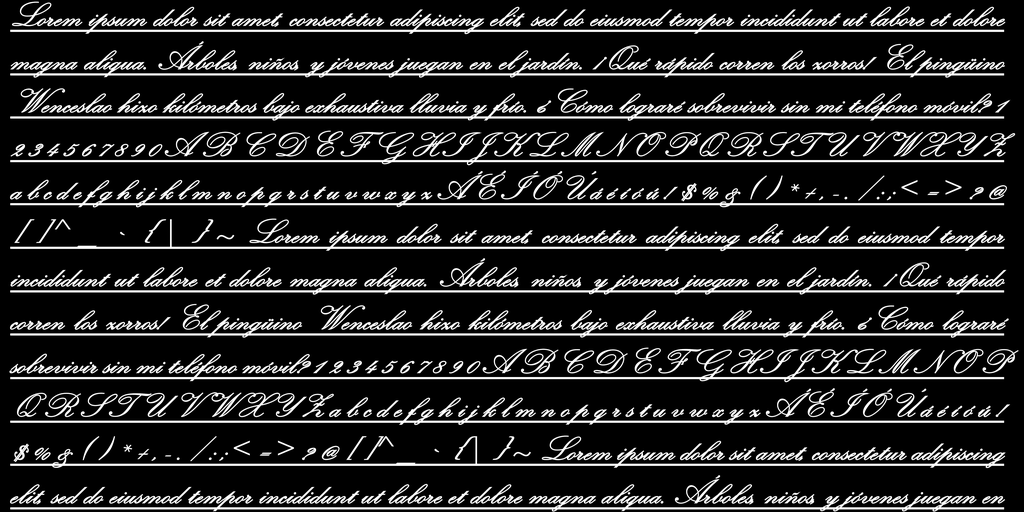 Lorem ipsum dolor sit amet, consectetur adipiscing elit, sed do eiusmod tempor incididunt ut labore et dolore
magna aliqua. Árboles, niños, y jóvenes juegan en el jardín. ¡Qué rápido corren los zorros! El pingüino
Wenceslao hizo kilómetros bajo exhaustiva lluvia y frío. ¿Cómo lograré sobrevivir sin mi teléfono móvil? 1
2 3 4 5 6 7 8 9 0 A B C D E F G H I J K L M N O P Q R S T U V W X Y Z
a b c d e f g h i j k l m n o p q r s t u v w x y z Á É Í Ó Ú á é í ó ú ! $ % & ( ) * + , - . / : ; < = > ? @
[ ] ^ _ ` { | } ~ Lorem ipsum dolor sit amet, consectetur adipiscing elit, sed do eiusmod tempor
incididunt ut labore et dolore magna aliqua. Árboles, niños, y jóvenes juegan en el jardín. ¡Qué rápido
corren los zorros! El pingüino Wenceslao hizo kilómetros bajo exhaustiva lluvia y frío. ¿Cómo lograré
sobrevivir sin mi teléfono móvil? 1 2 3 4 5 6 7 8 9 0 A B C D E F G H I J K L M N O P
Q R S T U V W X Y Z a b c d e f g h i j k l m n o p q r s t u v w x y z Á É Í Ó Ú á é í ó ú !
$ % & ( ) * + , - . / : ; < = > ? @ [ ] ^ _ ` { | } ~ Lorem ipsum dolor sit amet, consectetur adipiscing
elit, sed do eiusmod tempor incididunt ut labore et dolore magna aliqua. Árboles, niños, y jóvenes juegan en